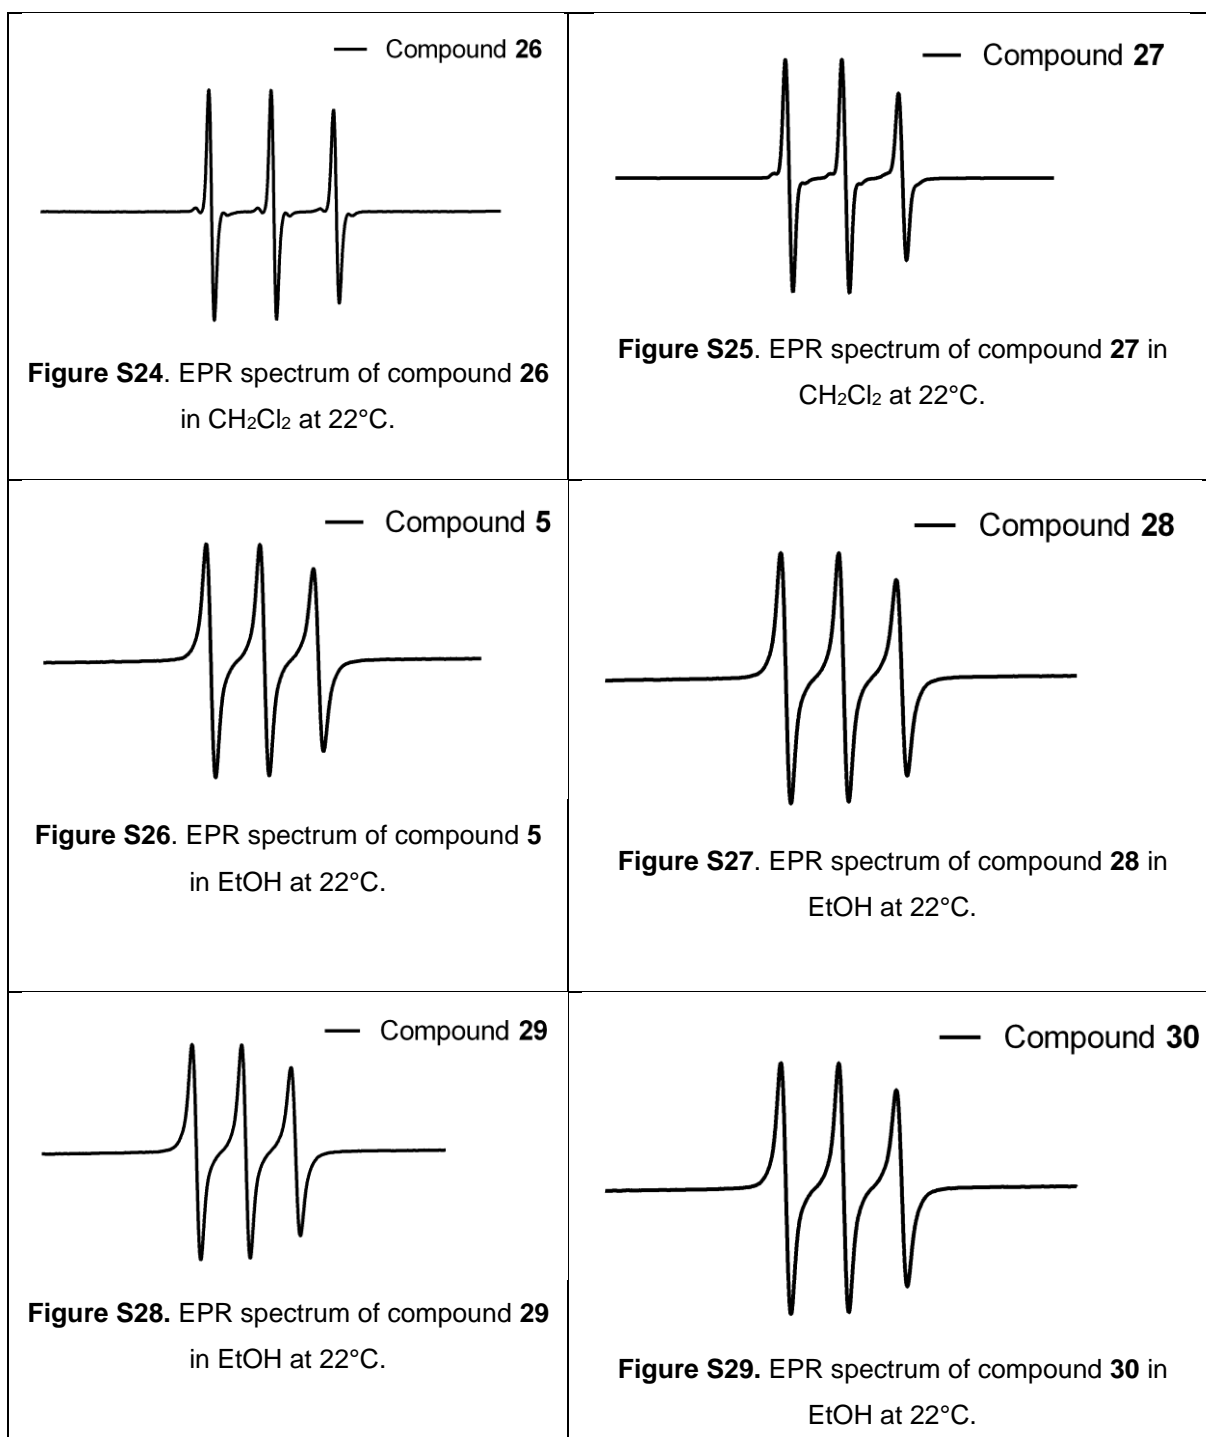 Compound 26
Figure S24. EPR spectrum of compound 26
in CH₂Cl₂ at 22°C.
Compound 27
Figure S25. EPR spectrum of compound 27 in
CH₂Cl₂ at 22°C.
Compound 5
Figure S26. EPR spectrum of compound 5
in EtOH at 22°C.
Compound 28
Figure S27. EPR spectrum of compound 28 in
EtOH at 22°C.
Compound 29
Figure S28. EPR spectrum of compound 29
in EtOH at 22°C.
Compound 30
Figure S29. EPR spectrum of compound 30 in
EtOH at 22°C.